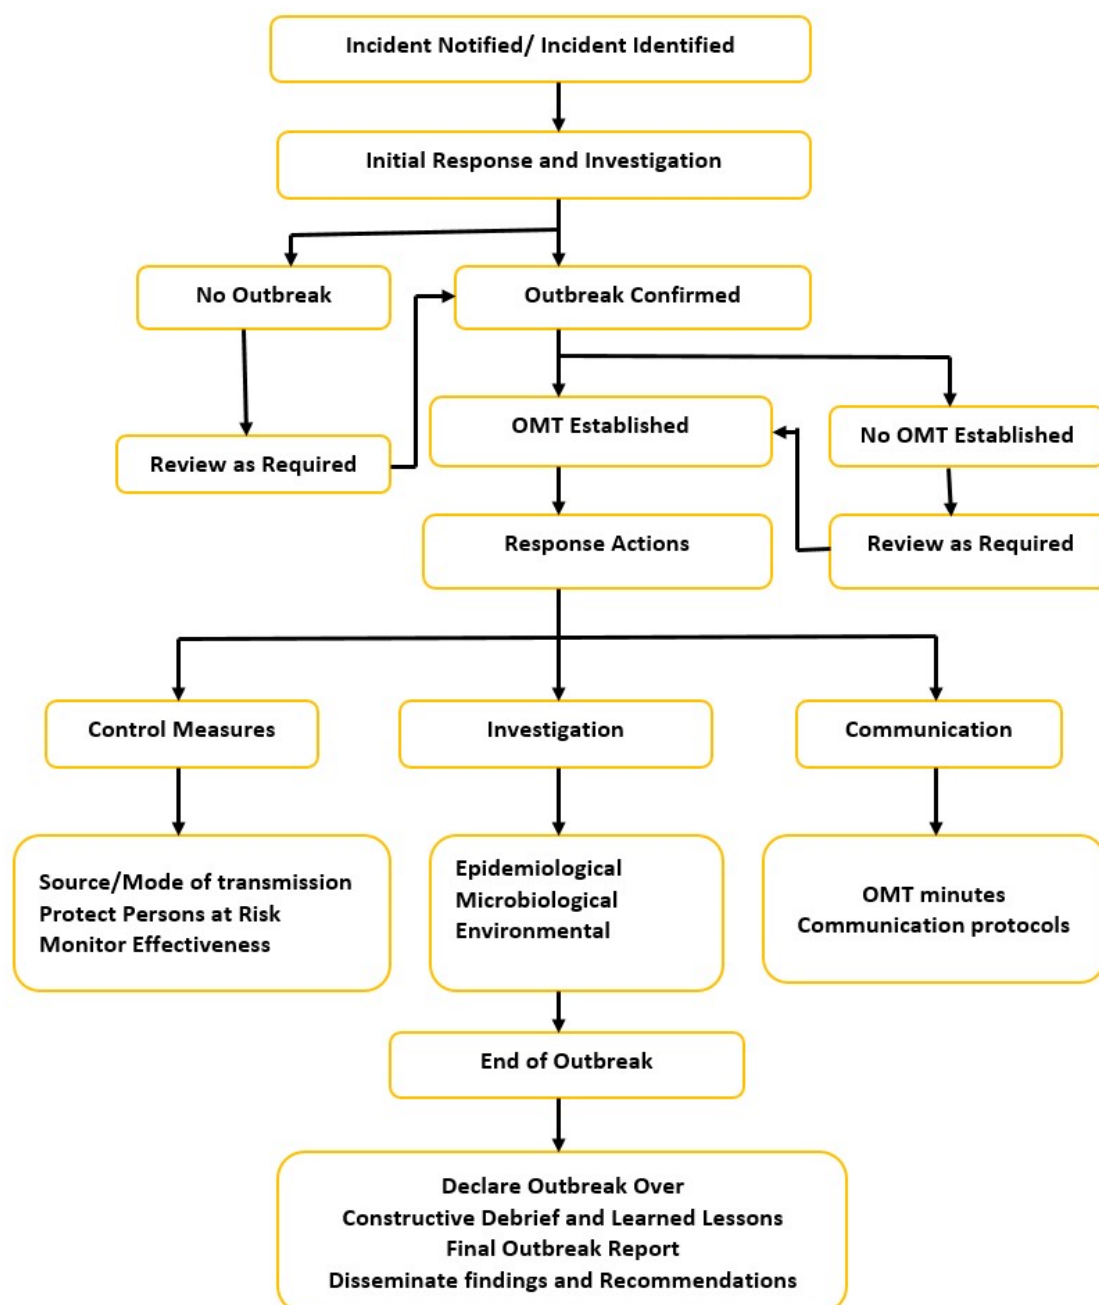 Incident Notified/ Incident Identified
Initial Response and Investigation
No Outbreak
Outbreak Confirmed
OMT Established
No OMT Established
Review as Required
Response Actions
Review as Required
Control Measures
Investigation
Communication
Source/Mode of transmission
Protect Persons at Risk
Monitor Effectiveness
Epidemiological
Microbiological
Environmental
OMT minutes
Communication protocols
End of Outbreak
Declare Outbreak Over
Constructive Debrief and Learned Lessons
Final Outbreak Report
Disseminate findings and Recommendations